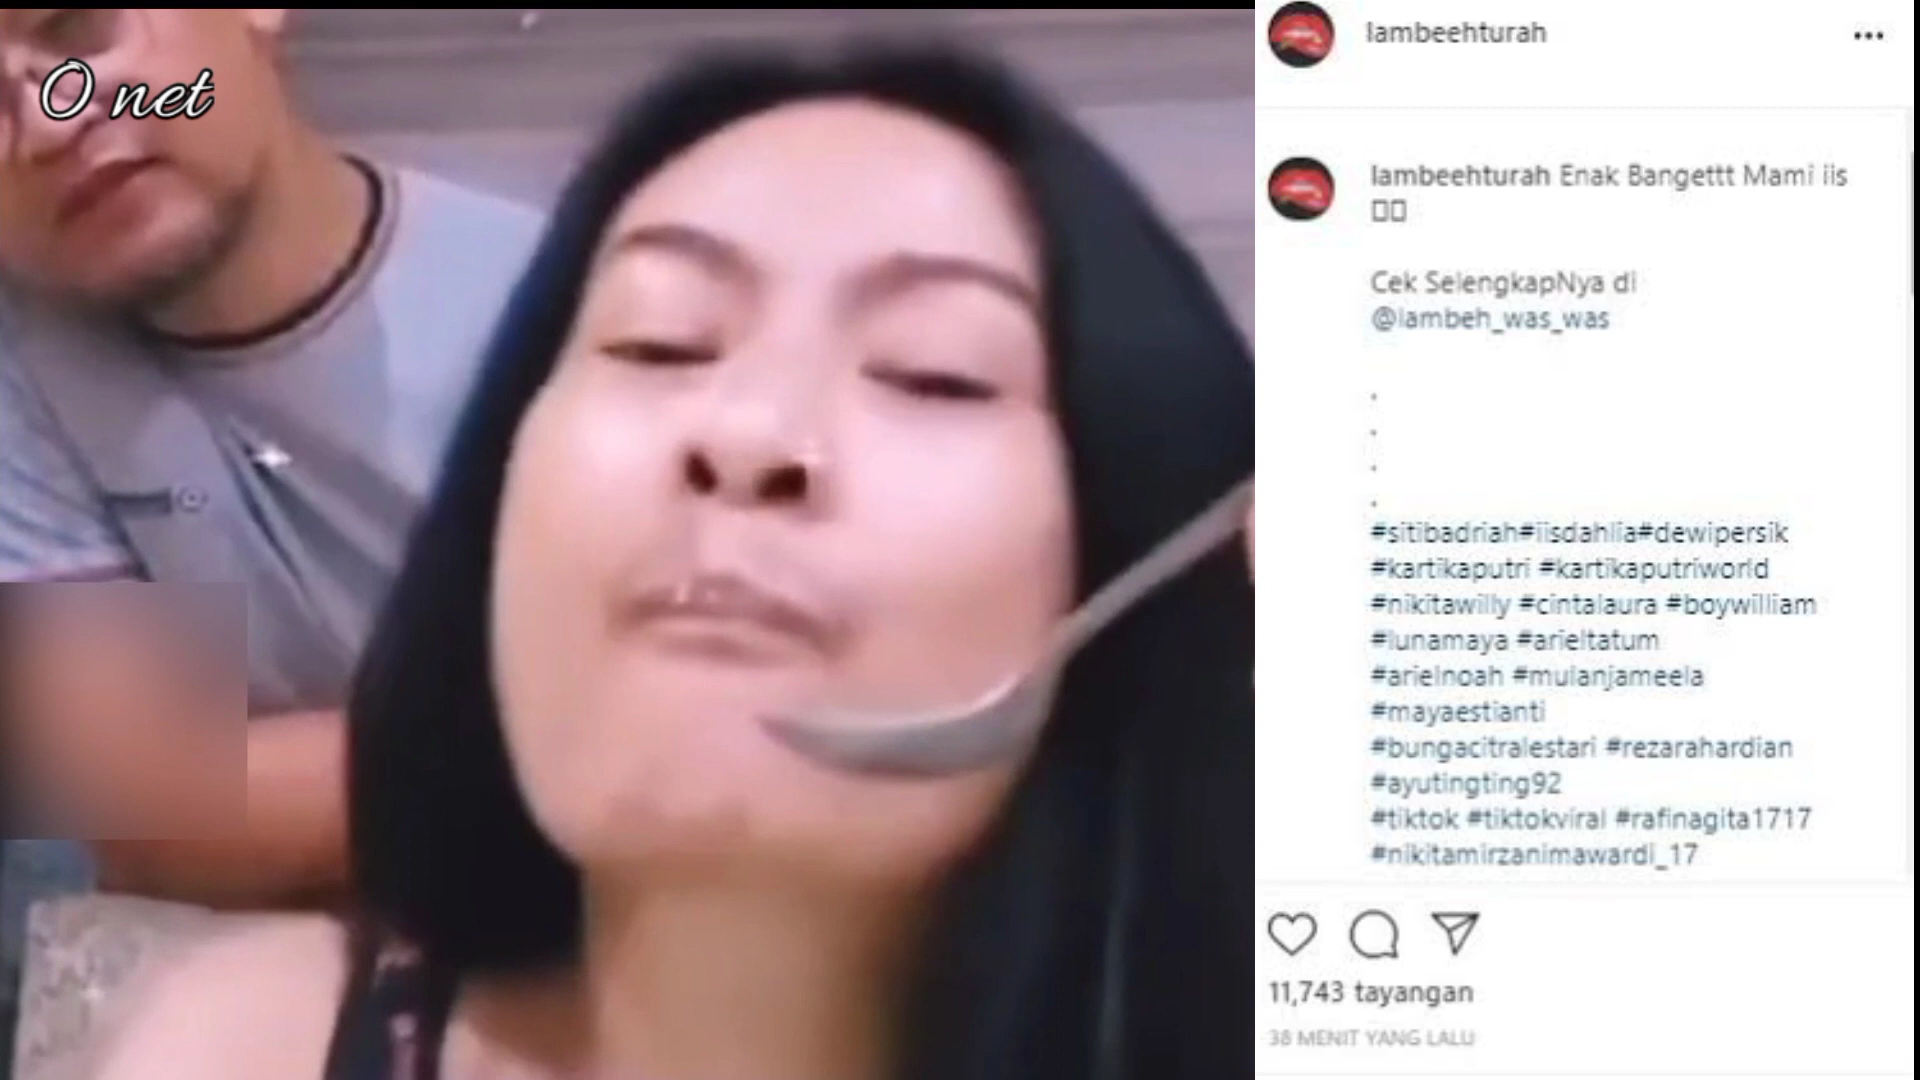 O net
lambeehturah
lambeehturah Enak Bangettt Mami iis
Cek SelengkapNya di
@lambeh_was_was
.
.
.
.
#sitibadriah#iisdahlia#dewipersik
#kartikaputri #kartikaputriworld
#nikitawilly #cintalaura #boywilliam
#lunamaya #arieltatum
#arielnoah #mulanjameela
#mayaestianti
#bungacitralestari #rezarahardian
#ayutingting92
#tiktok #tiktokviral #rafinagita1717
#nikitamirzanimawardi_17
11,743 tayangan
38 MENIT YANG LALU